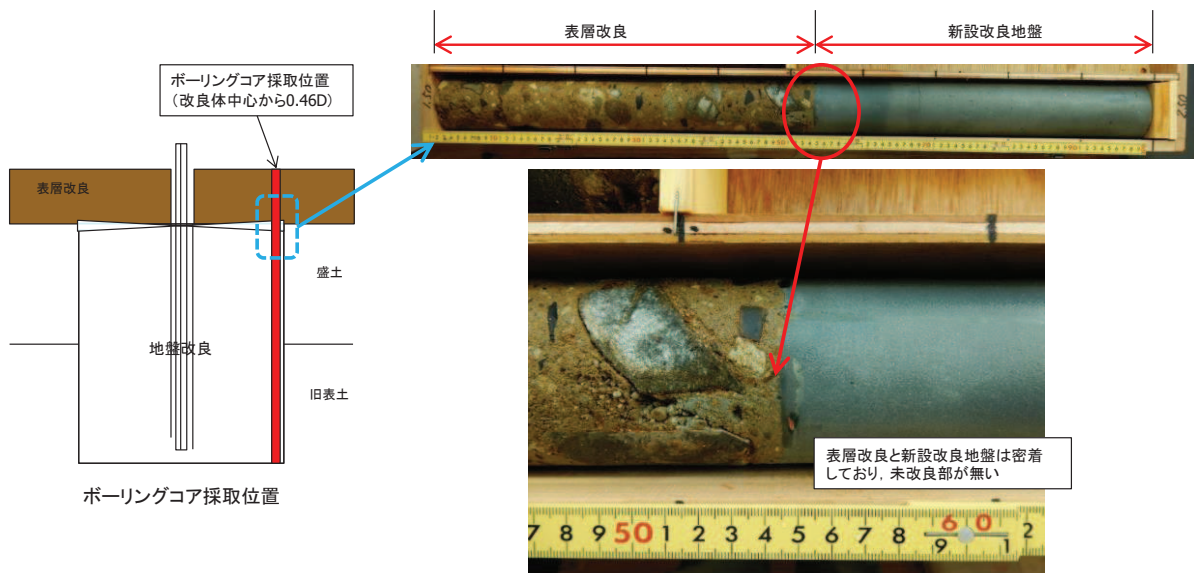 表層改良
新設改良地盤
ボーリングコア採取位置
(改良体中心から0.46D)
1.50
2.50
表層改良
盛土
地盤改良
旧表土
ボーリングコア採取位置
表層改良と新設改良地盤は密着
しており, 未改良部が無い
7 8 9 50 1 2 3 4 5 6 7 8 9 60 1 2